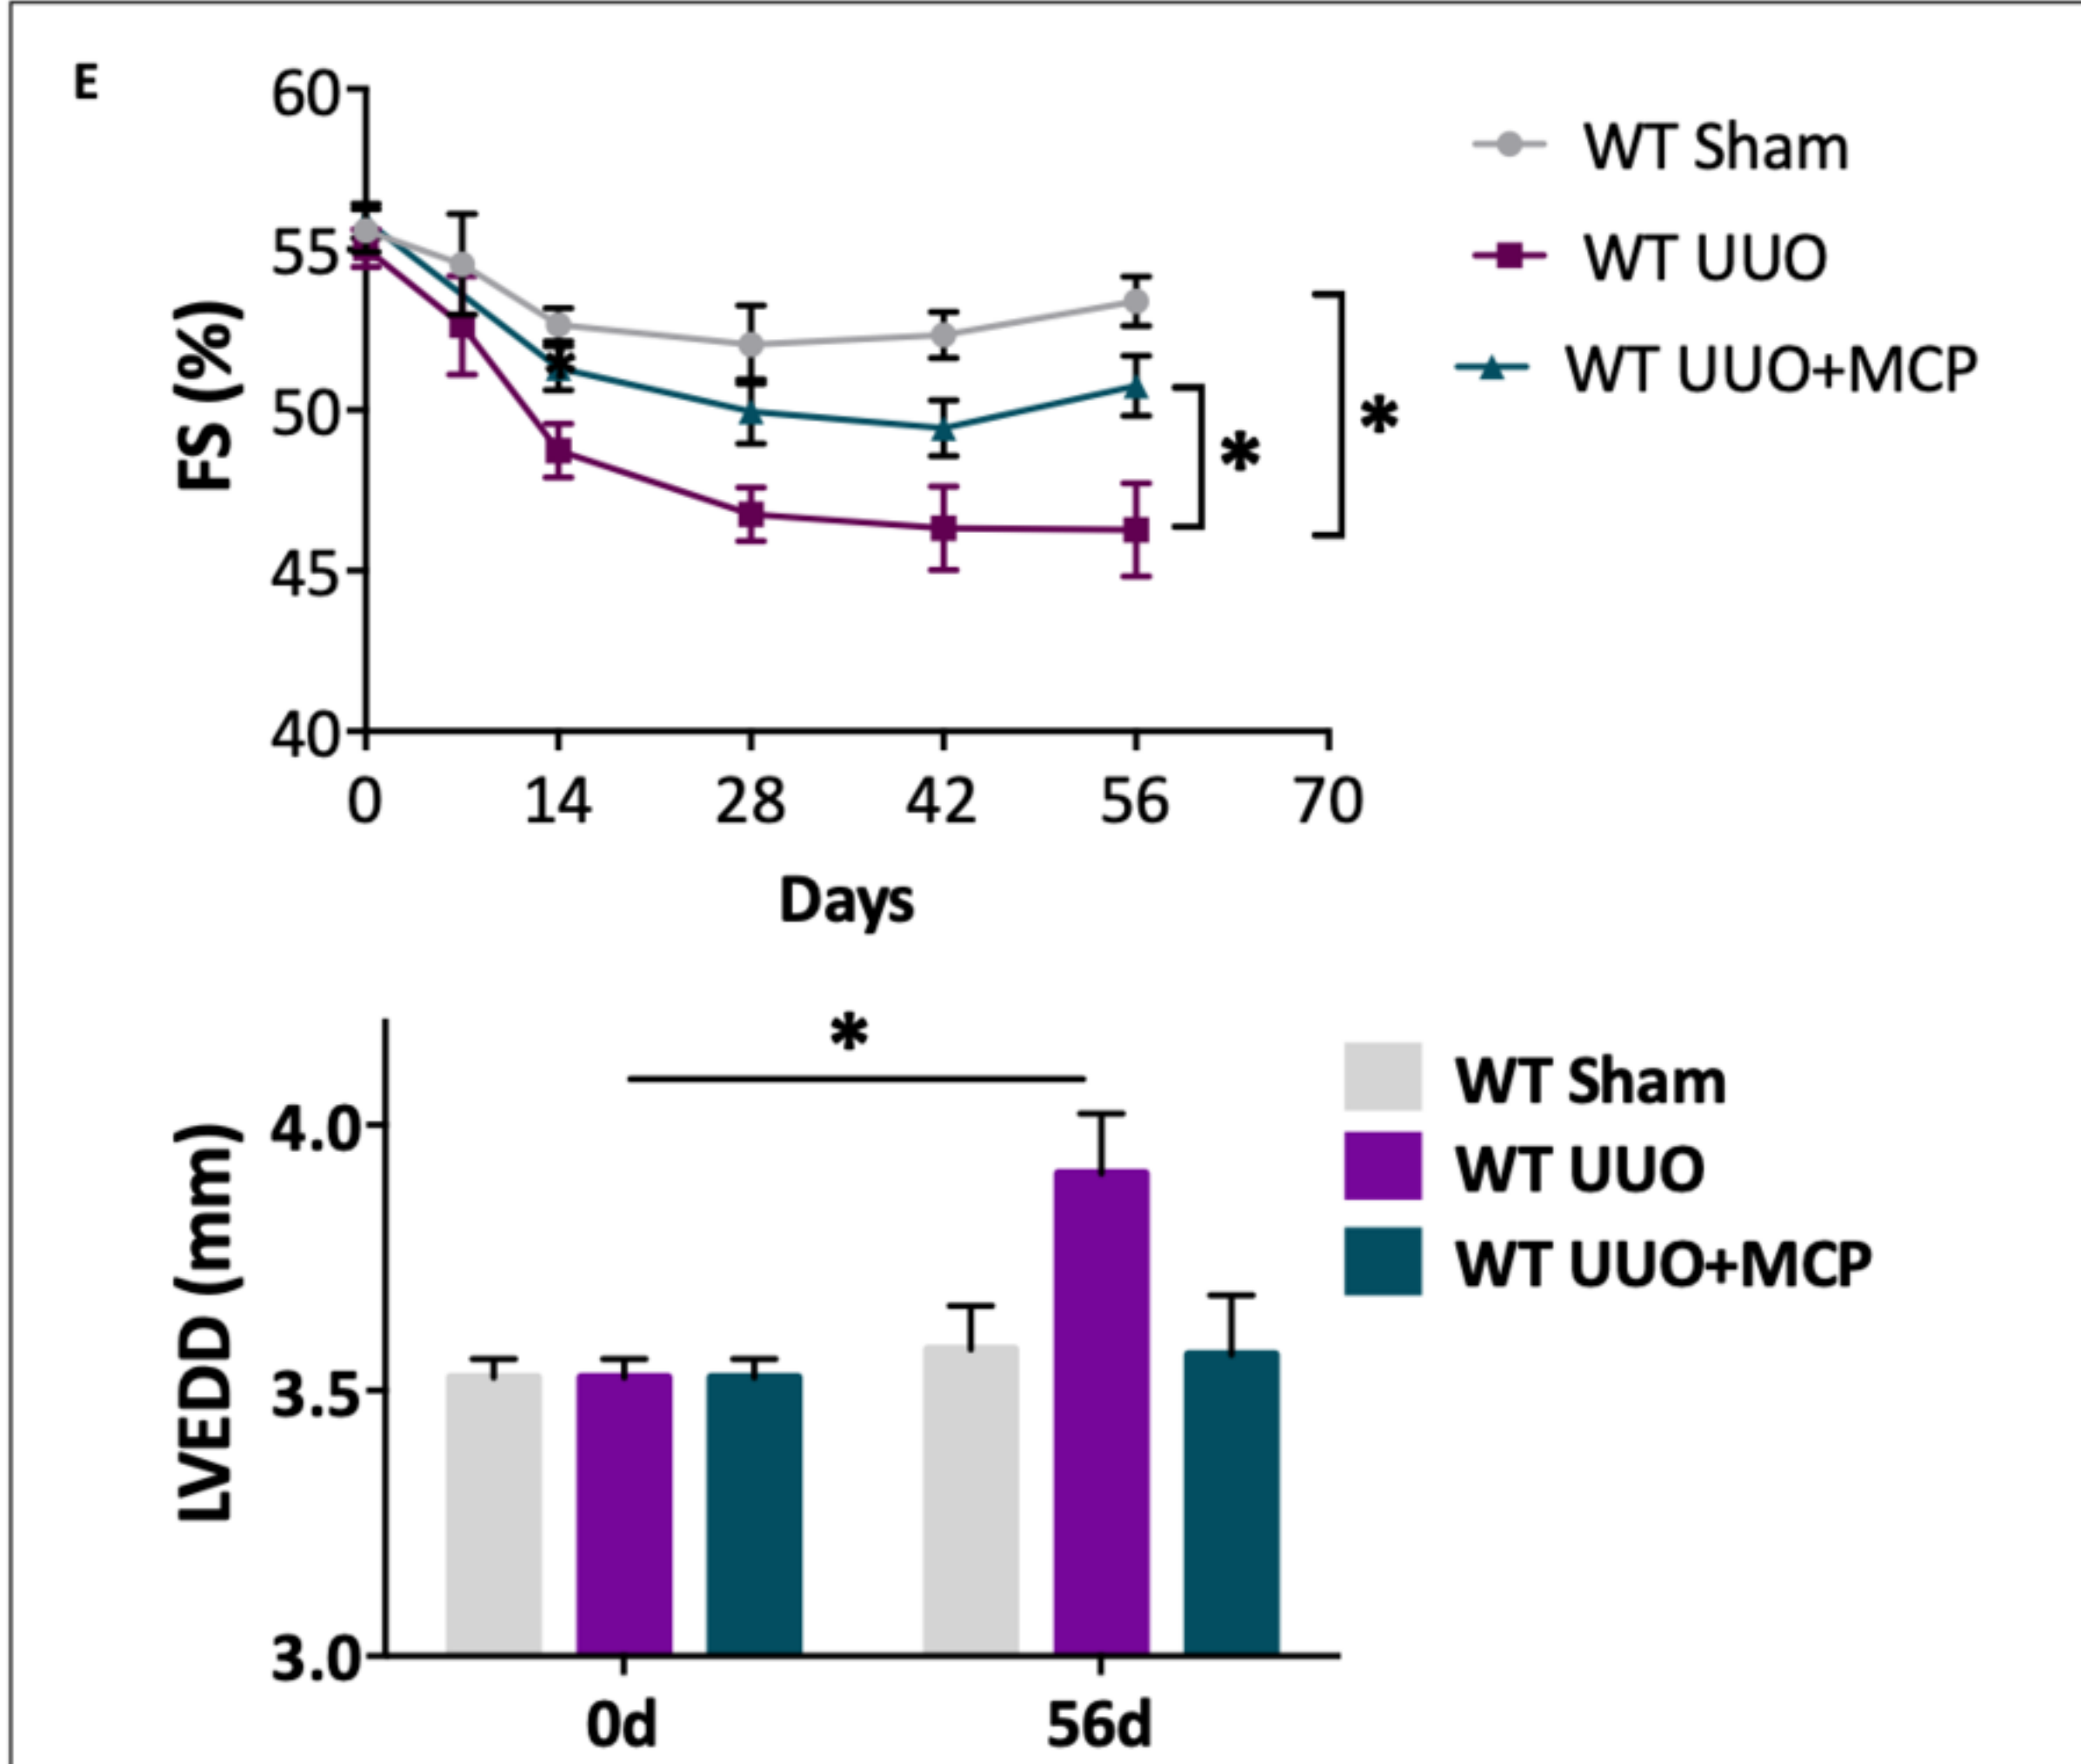 E
60
55
50
45
40
FS (%)
0 14 28 42 56 70
Days
WT Sham
WT UUO
WT UUO+MCP
*
*
*
*
4.0
3.5
3.0
LVEDD (mm)
0d 56d
WT Sham
WT UUO
WT UUO+MCP